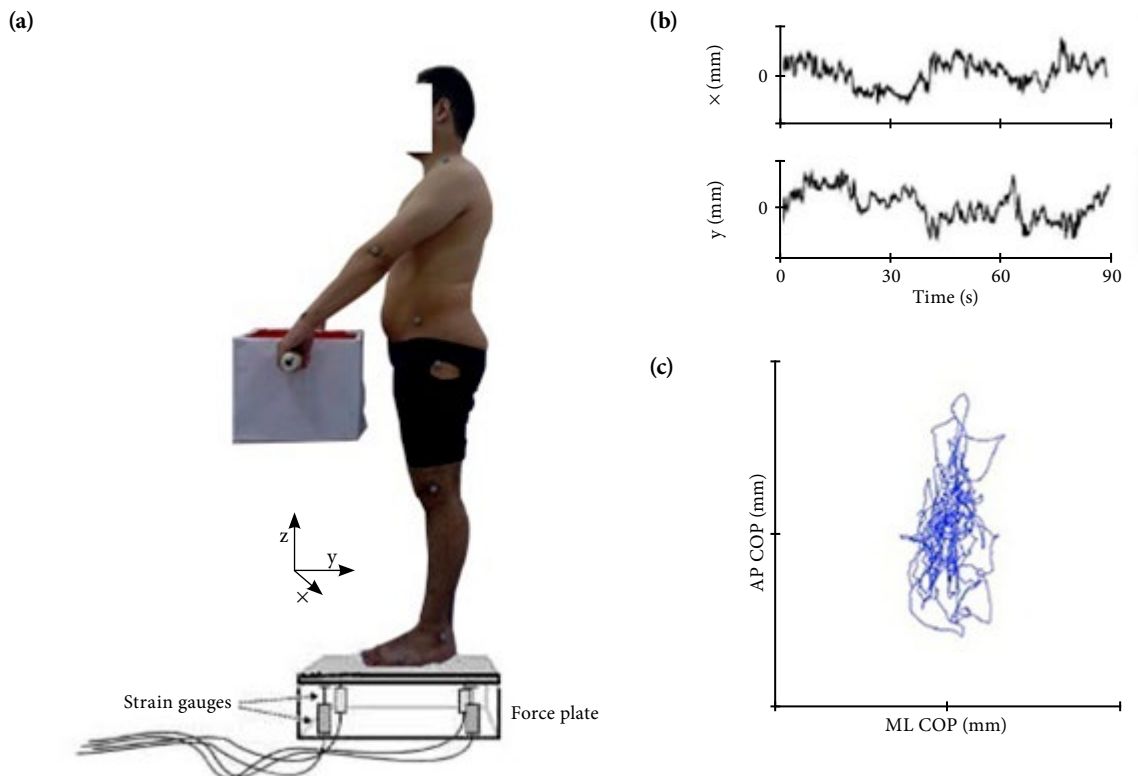 (a)
z
y
×
Strain gauges
Force plate
(b)
× (mm)
0
y (mm)
0
0 30 60 90
Time (s)
(c)
AP COP (mm)
ML COP (mm)